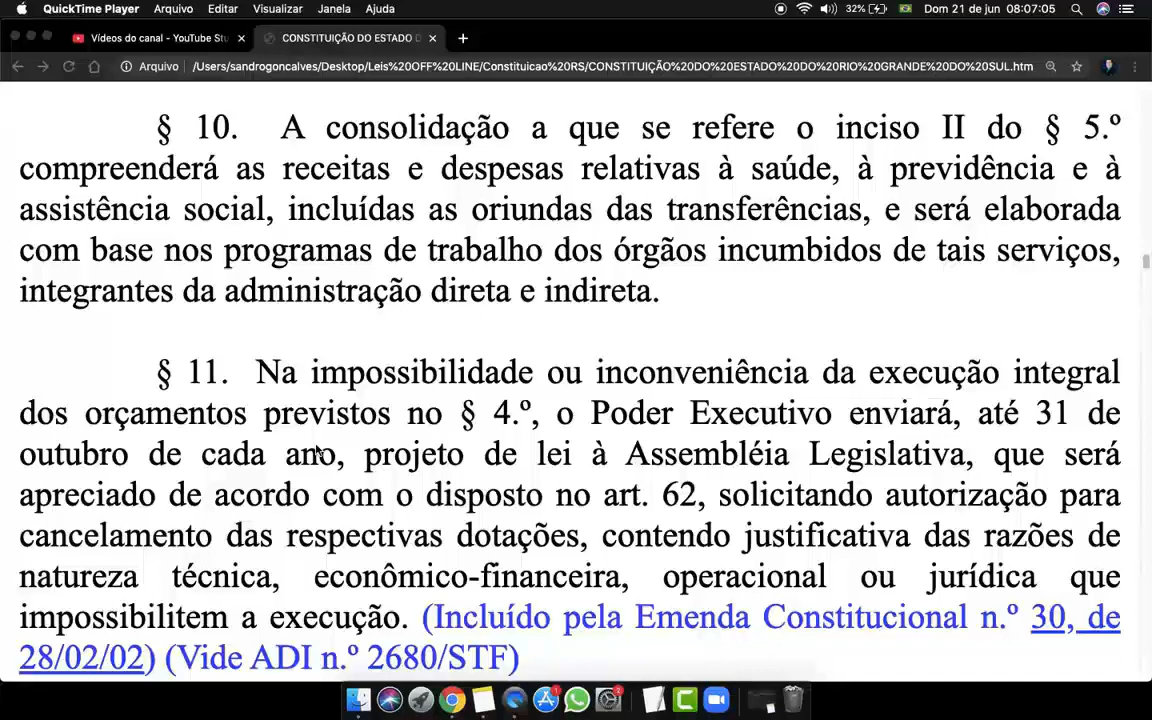 QuickTime Player Arquivo Editar Visualizar Janela Ajuda 32% Dom 21 de jun 08:07:05
Vídeos do canal - YouTube Stu × CONSTITUIÇÃO DO ESTADO D × +
Arquivo /Users/sandrogoncalves/Desktop/Leis%20OFF%20LINE/Constituicao%20RS/CONSTITUIÇÃO%20DO%20ESTADO%20DO%20RIO%20GRANDE%20DO%20SUL.htm
§ 10. A consolidação a que se refere o inciso II do § 5.º
compreenderá as receitas e despesas relativas à saúde, à previdência e à
assistência social, incluídas as oriundas das transferências, e será elaborada
com base nos programas de trabalho dos órgãos incumbidos de tais serviços,
integrantes da administração direta e indireta.
§ 11. Na impossibilidade ou inconveniência da execução integral
dos orçamentos previstos no § 4.º, o Poder Executivo enviará, até 31 de
outubro de cada ano, projeto de lei à Assembléia Legislativa, que será
apreciado de acordo com o disposto no art. 62, solicitando autorização para
cancelamento das respectivas dotações, contendo justificativa das razões de
natureza técnica, econômico-financeira, operacional ou jurídica que
impossibilitem a execução. (Incluído pela Emenda Constitucional n.º 30, de
28/02/02) (Vide ADI n.º 2680/STF)